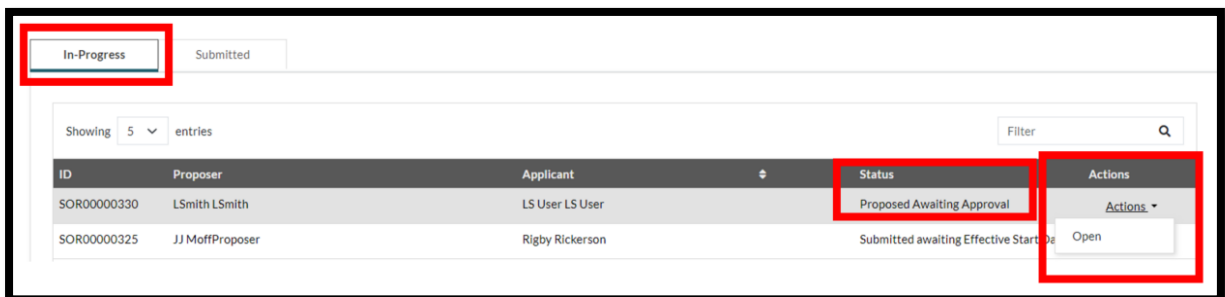 In-Progress Submitted
Showing 5 entries Filter
ID Proposer Applicant Status Actions
SOR00000330 LSmith LSmith LS User LS User Proposed Awaiting Approval Actions
SOR00000325 JJ MoffProposer Rigby Rickerson Submitted awaiting Effective Start Open